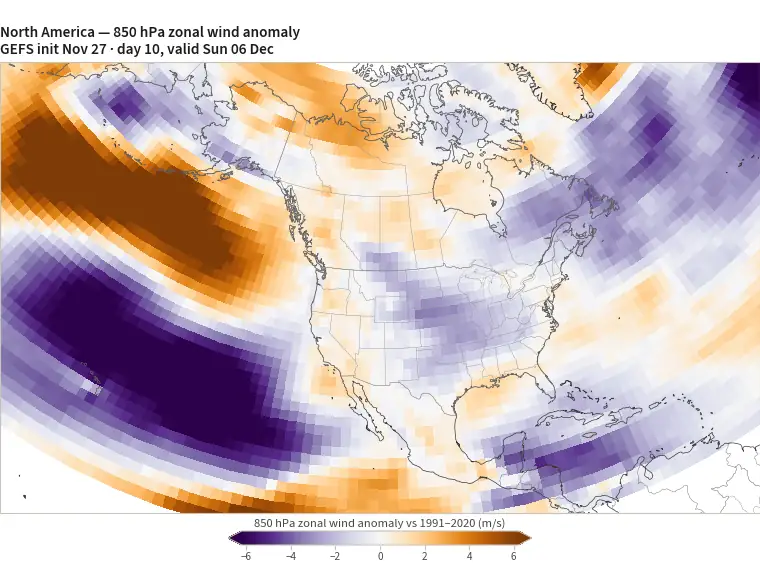 North America — 850 hPa zonal wind anomaly
GEFS init Nov 27 · day 10, valid Sun 06 Dec
850 hPa zonal wind anomaly vs 1991–2020 (m/s)
−6 −4 −2 0 2 4 6